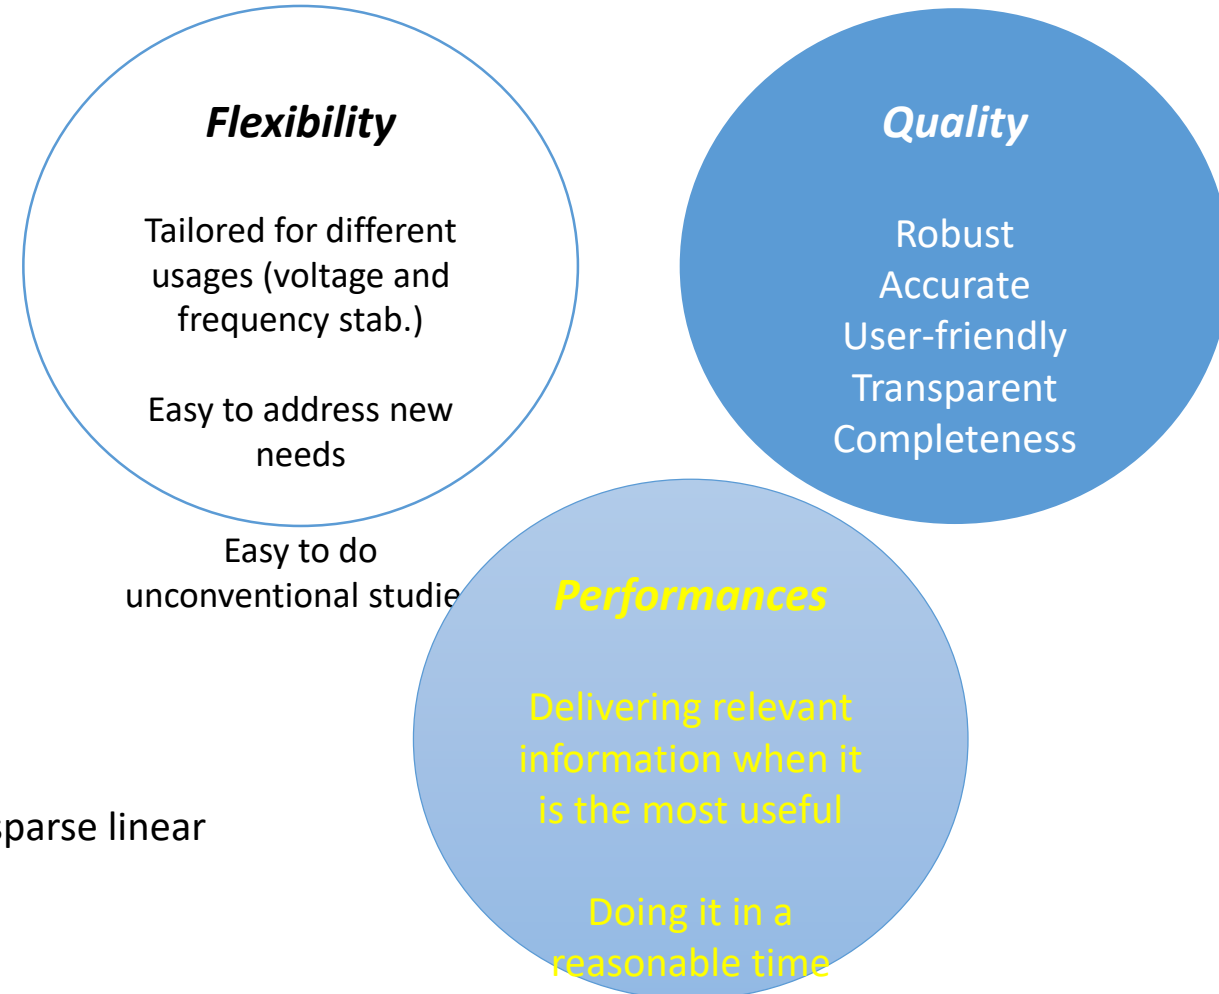 Flexibility
Tailored for different
usages (voltage and
frequency stab.)
Easy to address new
needs
Easy to do
unconventional studie
Quality
Robust
Accurate
User-friendly
Transparent
Completeness
Performances
Delivering relevant
information when it
is the most useful
Doing it in a
reasonable time
sparse linear